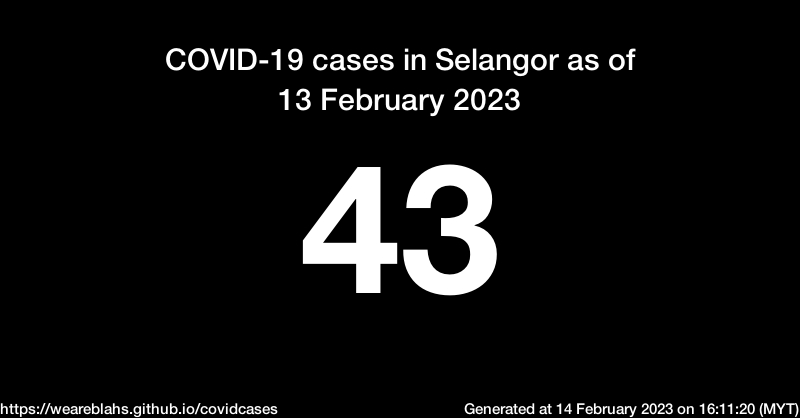 COVID-19 cases in Selangor as of
13 February 2023
43
https://weareblahs.github.io/covidcases
Generated at 14 February 2023 on 16:11:20 (MYT)